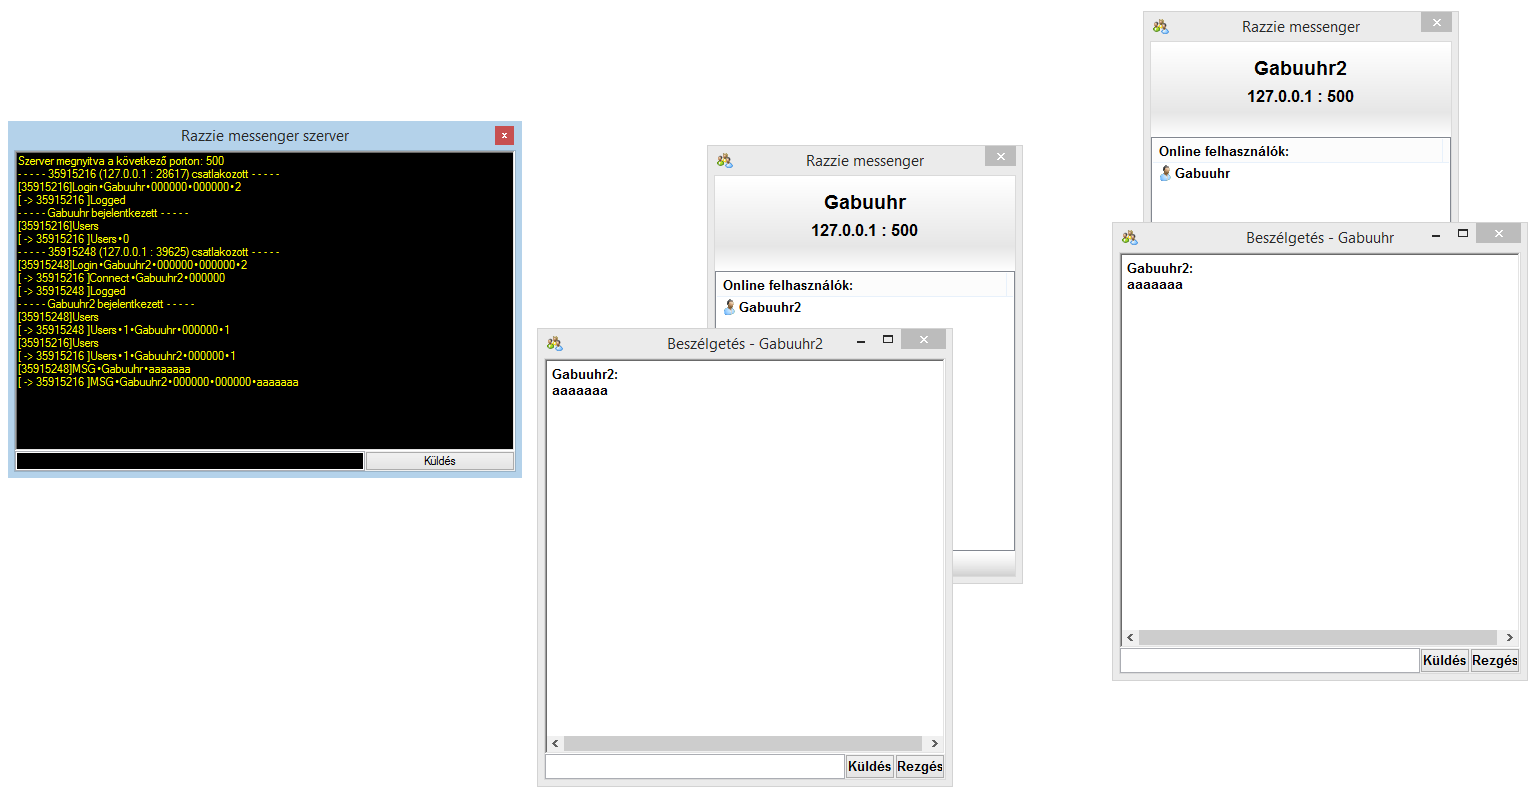 Razzie messenger szerver
Szerver megnyitva a következő porton: 500
- - - - - 35915216 (127.0.0.1 : 28617) csatlakozott - - - - -
[35915216]Login•Gabuuhr•000000•000000•2
[ -> 35915216 ]Logged
- - - - - Gabuuhr bejelentkezett - - - - -
[35915216]Users
[ -> 35915216 ]Users•0
- - - - - 35915248 (127.0.0.1 : 39625) csatlakozott - - - - -
[35915248]Login•Gabuuhr2•000000•000000•2
[ -> 35915216 ]Connect•Gabuuhr2•000000
[ -> 35915248 ]Logged
- - - - - Gabuuhr2 bejelentkezett - - - - -
[35915248]Users
[ -> 35915248 ]Users•1•Gabuuhr•000000•1
[35915216]Users
[ -> 35915216 ]Users•1•Gabuuhr2•000000•1
[35915248]MSG•Gabuuhr•aaaaaaa
[ -> 35915216 ]MSG•Gabuuhr2•000000•000000•aaaaaaa
Küldés
Razzie messenger
Gabuuhr
127.0.0.1 : 500
Online felhasználók:
Gabuuhr2
Beszélgetés - Gabuuhr2
Gabuuhr2:
aaaaaaa
Küldés Rezgés
Razzie messenger
Gabuuhr2
127.0.0.1 : 500
Online felhasználók:
Gabuuhr
Beszélgetés - Gabuuhr
Gabuuhr2:
aaaaaaa
Küldés Rezgés